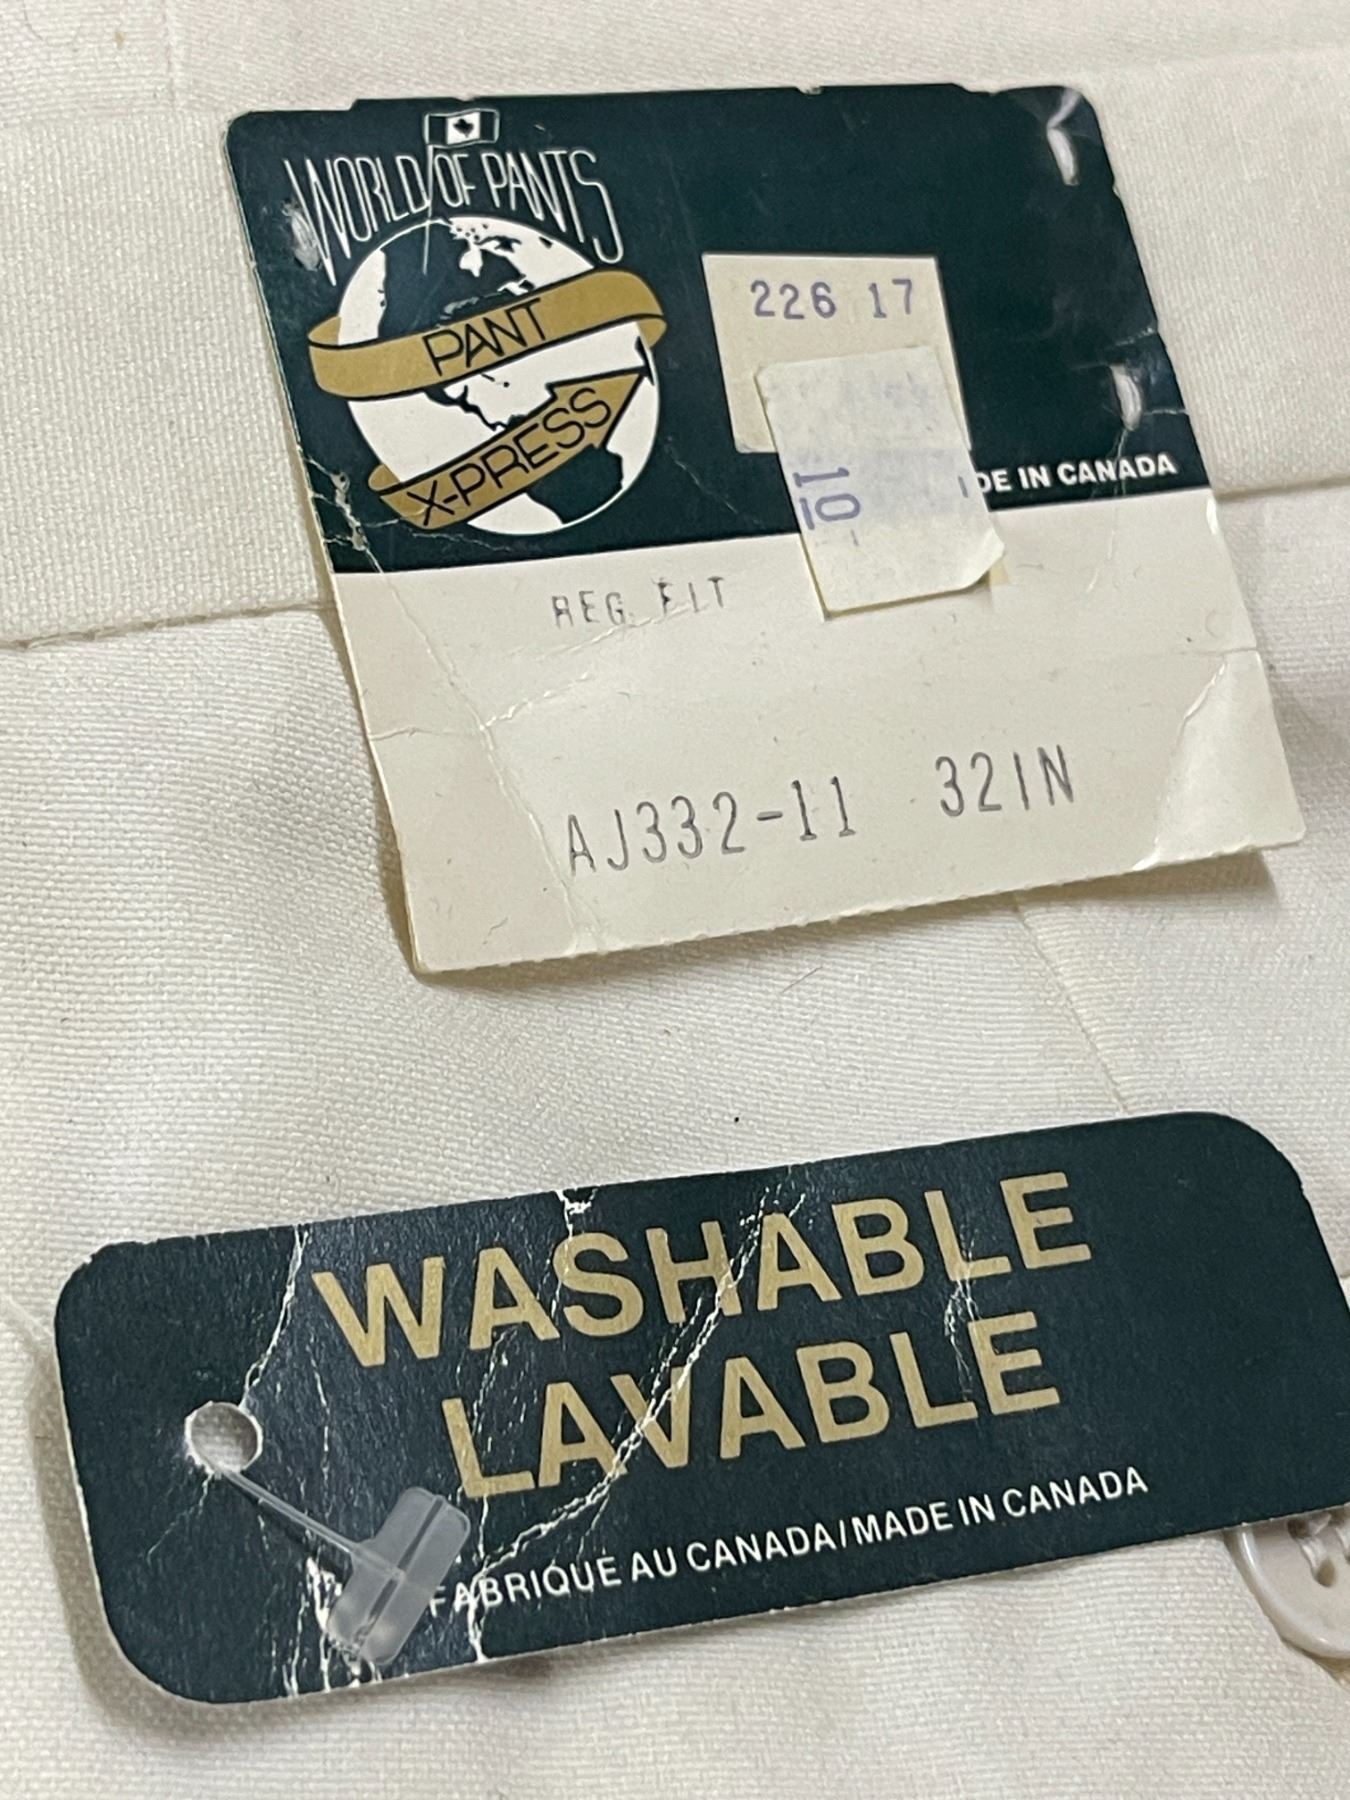 WORLD OF PANTS
PANT
X-PRESS
226 17
10-
DE IN CANADA
REG. FIT
AJ332-11 32IN
WASHABLE
LAVABLE
FABRIQUE AU CANADA/MADE IN CANADA